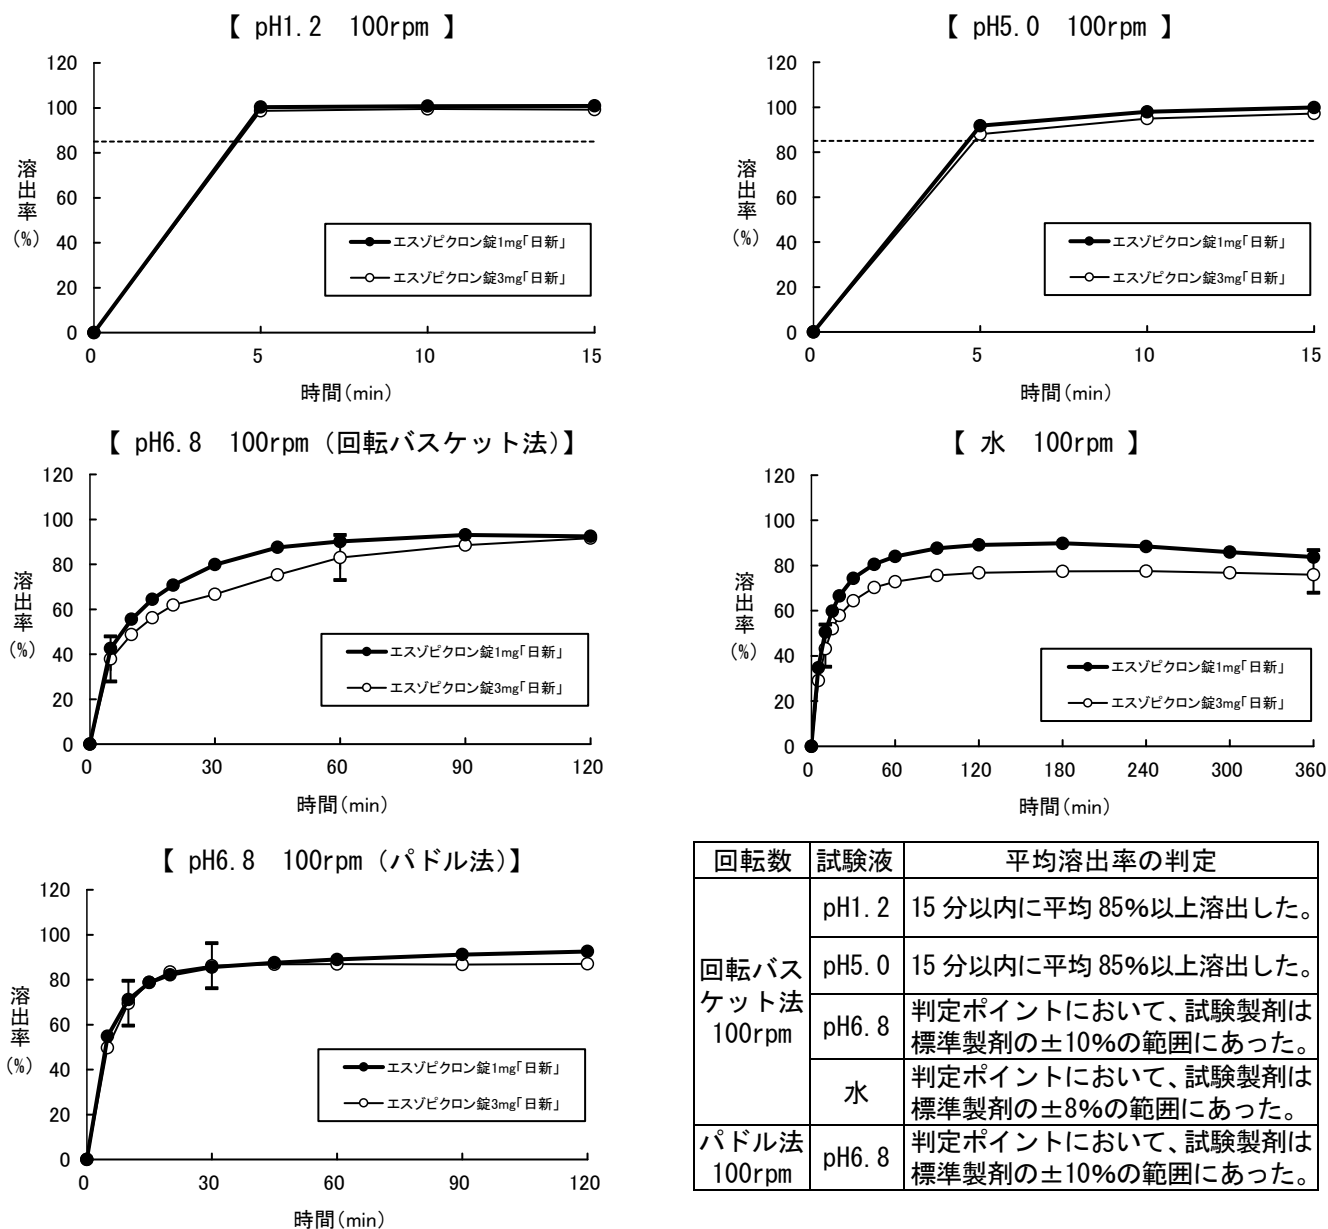 【 pH1.2　100rpm 】
120
100
80
60
40
20
0
溶出率
(%)
エスゾピクロン錠1mg｢日新｣
エスゾピクロン錠3mg｢日新｣
0 5 10 15
時間(min)
【 pH5.0　100rpm 】
120
100
80
60
40
20
0
溶出率
(%)
エスゾピクロン錠1mg｢日新｣
エスゾピクロン錠3mg｢日新｣
0 5 10 15
時間(min)
【 pH6.8　100rpm（回転バスケット法)】
120
100
80
60
40
20
0
溶出率
(%)
エスゾピクロン錠1mg｢日新｣
エスゾピクロン錠3mg｢日新｣
0 30 60 90 120
時間(min)
【 水　100rpm 】
120
100
80
60
40
20
0
溶出率
(%)
エスゾピクロン錠1mg｢日新｣
エスゾピクロン錠3mg｢日新｣
0 60 120 180 240 300 360
時間(min)
【 pH6.8　100rpm（パドル法)】
120
100
80
60
40
20
0
溶出率
(%)
エスゾピクロン錠1mg｢日新｣
エスゾピクロン錠3mg｢日新｣
0 30 60 90 120
時間(min)
回転数 試験液 平均溶出率の判定
回転バス
ケット法
100rpm
pH1.2 15分以内に平均85%以上溶出した。
pH5.0 15分以内に平均85%以上溶出した。
pH6.8 判定ポイントにおいて、試験製剤は
標準製剤の±10%の範囲にあった。
水 判定ポイントにおいて、試験製剤は
標準製剤の±8%の範囲にあった。
パドル法
100rpm
pH6.8 判定ポイントにおいて、試験製剤は
標準製剤の±10%の範囲にあった。